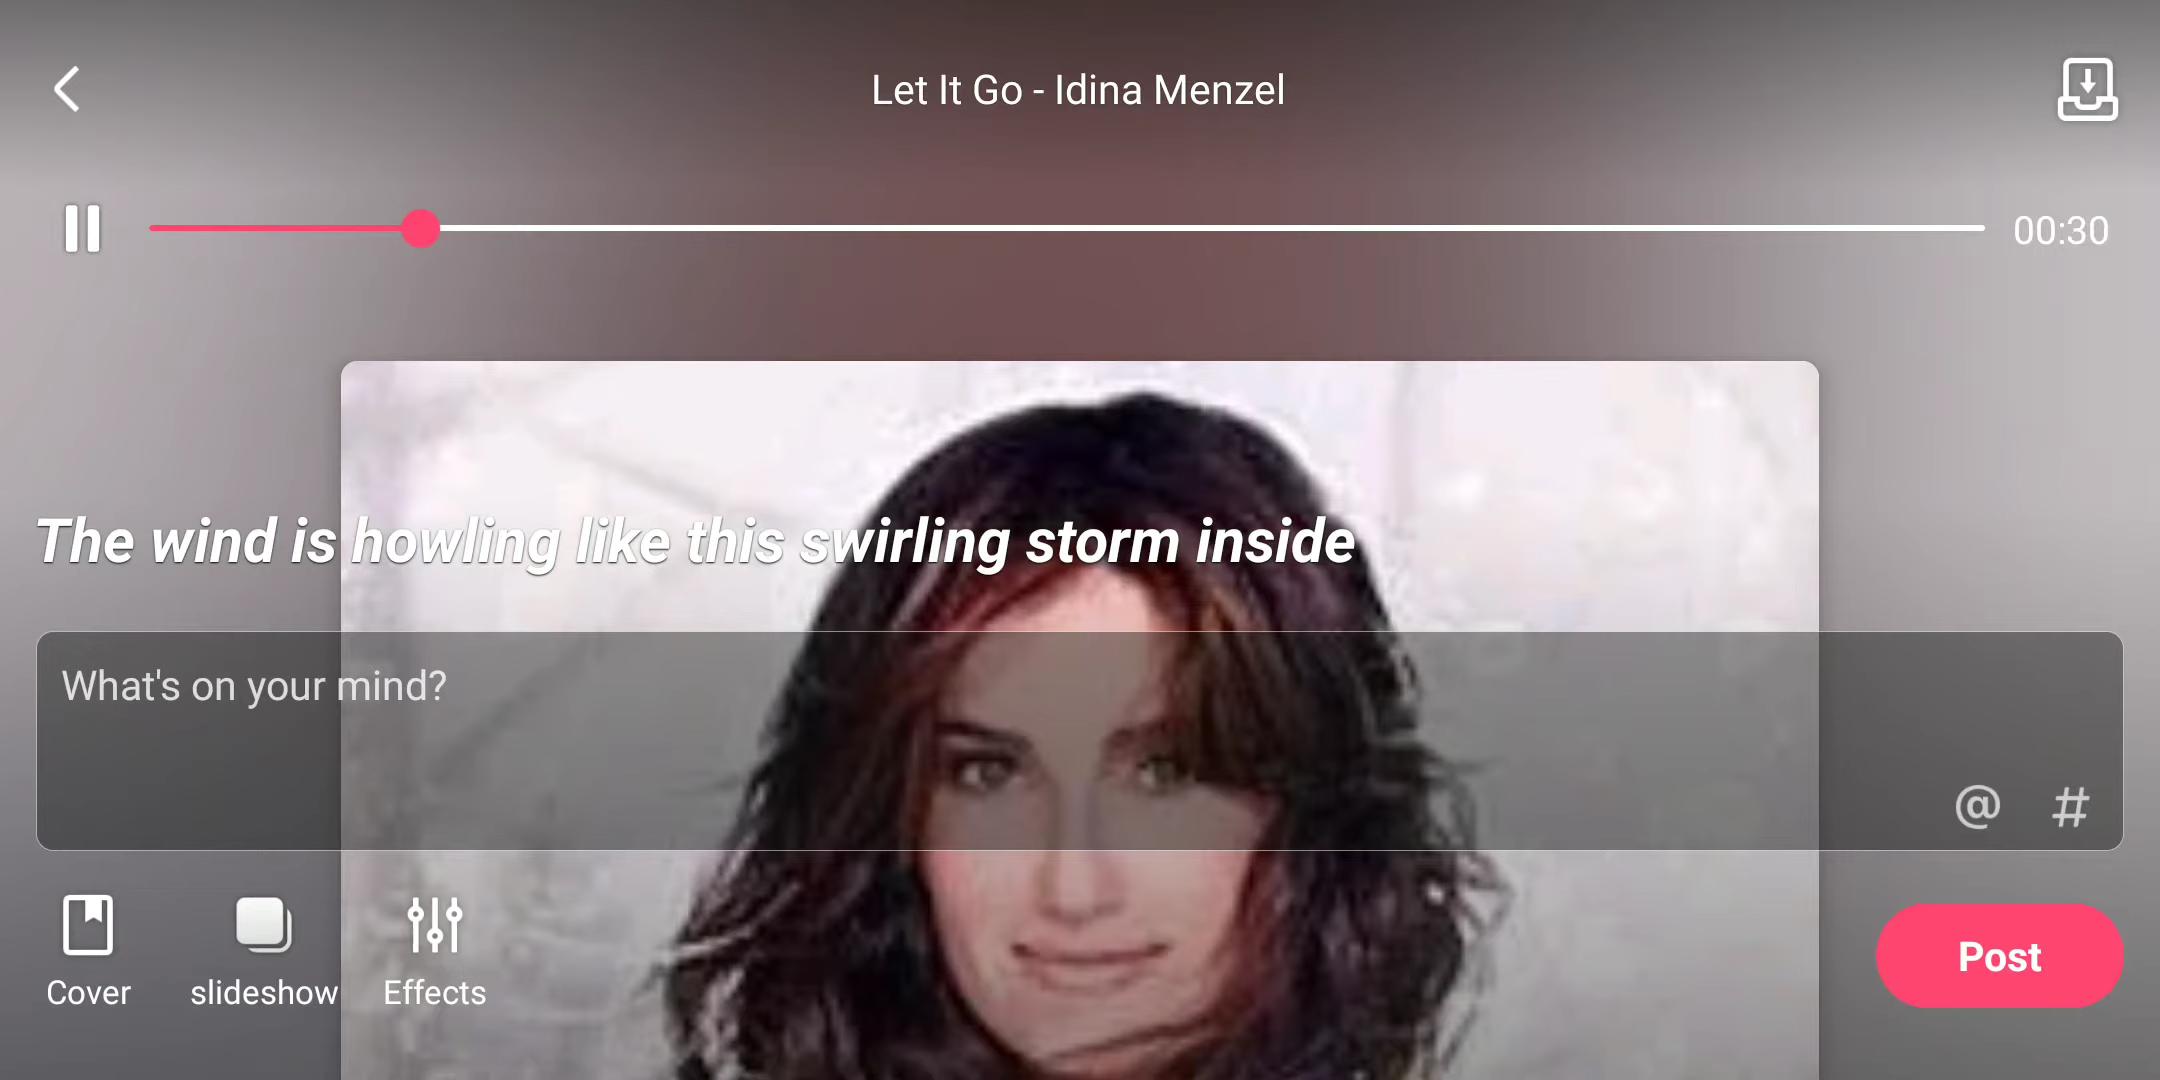 Let It Go - Idina Menzel
00:30
The wind is howling like this swirling storm inside
What's on your mind?
@ #
Cover slideshow Effects
Post